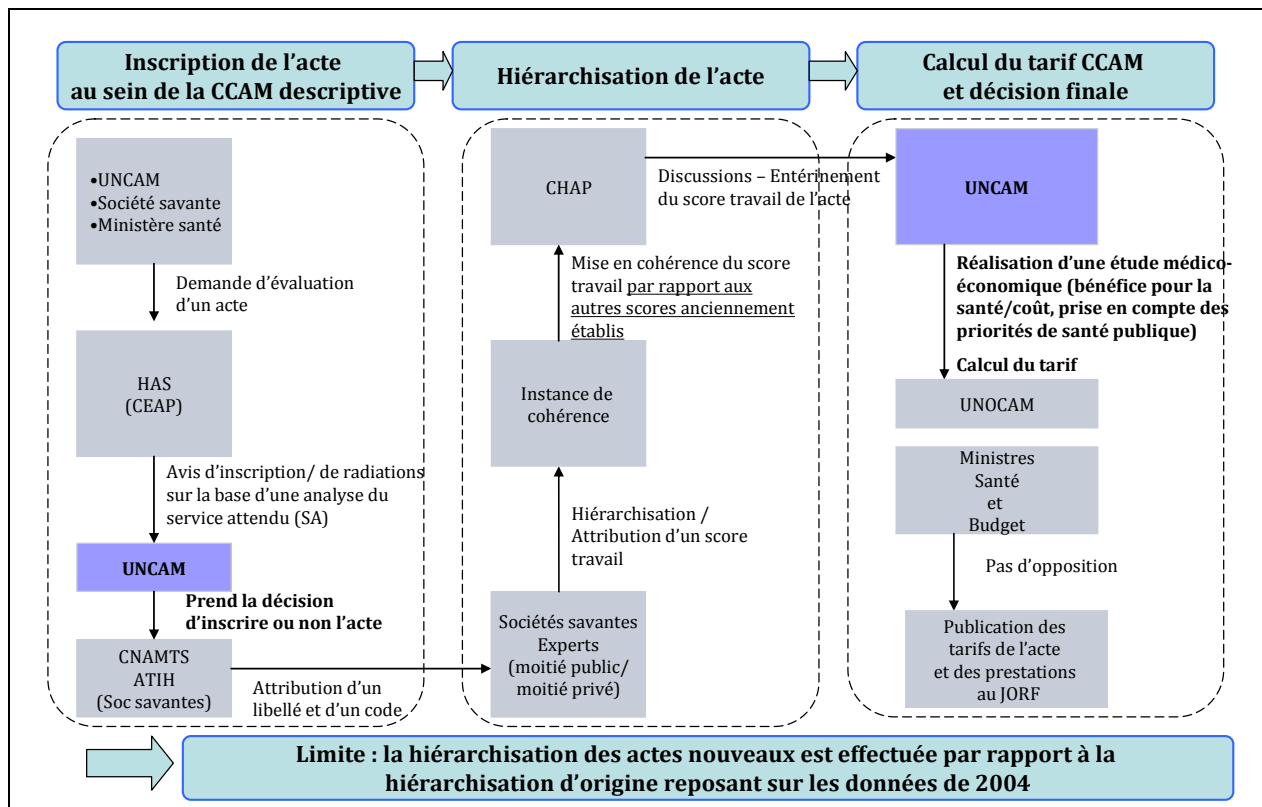 Inscription de l'acte
au sein de la CCAM descriptive
Hiérarchisation de l'acte
Calcul du tarif CCAM
et décision finale
•UNCAM
•Société savante
•Ministère santé
Demande d'évaluation
d'un acte
HAS
(CEAP)
Avis d'inscription/ de radiations
sur la base d'une analyse du
service attendu (SA)
UNCAM
Prend la décision
d'inscrire ou non l'acte
CNAMTS
ATIH
(Soc savantes)
Attribution d'un
libellé et d'un code
CHAP
Discussions – Entérinement
du score travail de l'acte
Mise en cohérence du score
travail par rapport aux
autres scores anciennement
établis
Instance de
cohérence
Hiérarchisation /
Attribution d'un score
travail
Sociétés savantes
Experts
(moitié public/
moitié privé)
UNCAM
Réalisation d'une étude médico-
économique (bénéfice pour la
santé/coût, prise en compte des
priorités de santé publique)
Calcul du tarif
UNOCAM
Ministres
Santé
et
Budget
Pas d'opposition
Publication des
tarifs de l'acte
et des prestations
au JORF
Limite : la hiérarchisation des actes nouveaux est effectuée par rapport à la
hiérarchisation d'origine reposant sur les données de 2004